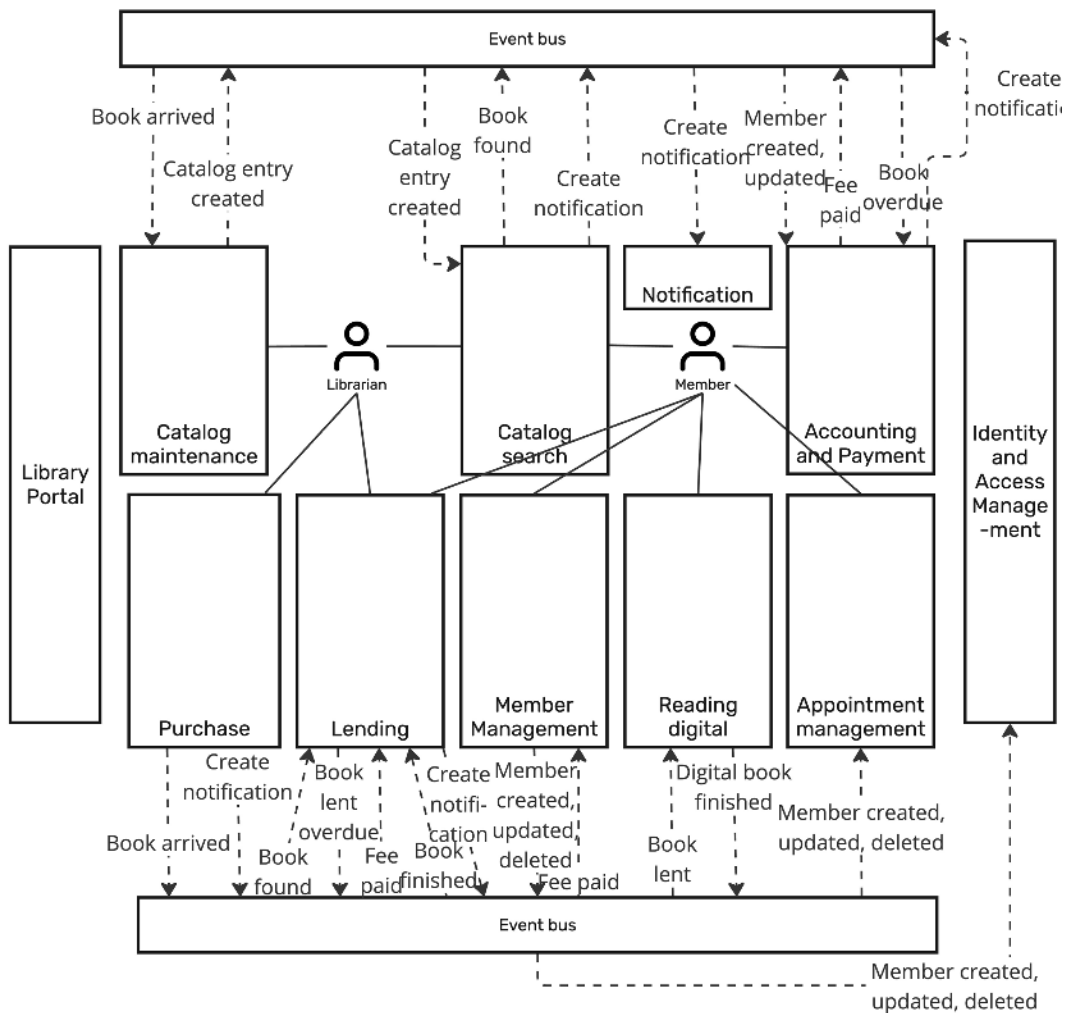 Event bus
Book arrived
Catalog entry
created
Catalog
entry
created
Book
found
Create
notification
Create
notification
Member
created,
updated
Fee
paid
Book
overdue
Create
notificati
Library
Portal
Catalog
maintenance
Librarian
Catalog
search
Notification
Member
Accounting
and Payment
Identity
and
Access
Manage
-ment
Purchase
Lending
Member
Management
Reading
digital
Appointment
management
Book arrived
Create
notification
Book
found
Book
lent
overdue
Fee
paid
Create
notifi-
cation
Book
finished
Member
created,
updated,
deleted
Fee paid
Book
lent
Digital book
finished
Member created,
updated, deleted
Event bus
Member created,
updated, deleted